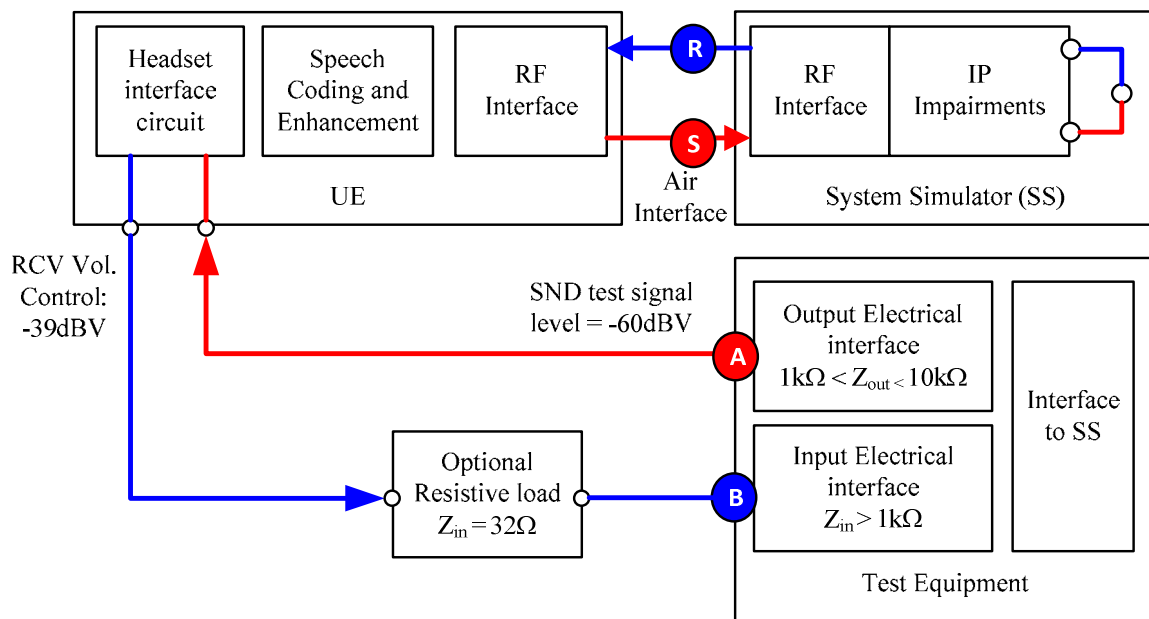 Headset
interface
circuit
Speech
Coding and
Enhancement
RF
Interface
UE
R
S
Air
Interface
RF
Interface
IP
Impairments
System Simulator (SS)
RCV Vol.
Control:
-39dBV
SND test signal
level = -60dBV
A
Output Electrical
interface
1kΩ < Zout < 10kΩ
Interface
to SS
Optional
Resistive load
Zin = 32Ω
B
Input Electrical
interface
Zin > 1kΩ
Test Equipment